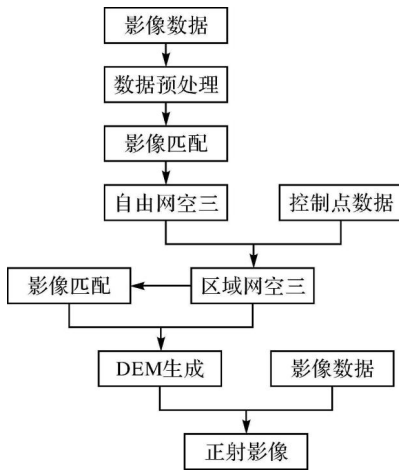 影像数据
数据预处理
影像匹配
自由网空三
控制点数据
影像匹配
区域网空三
DEM生成
影像数据
正射影像